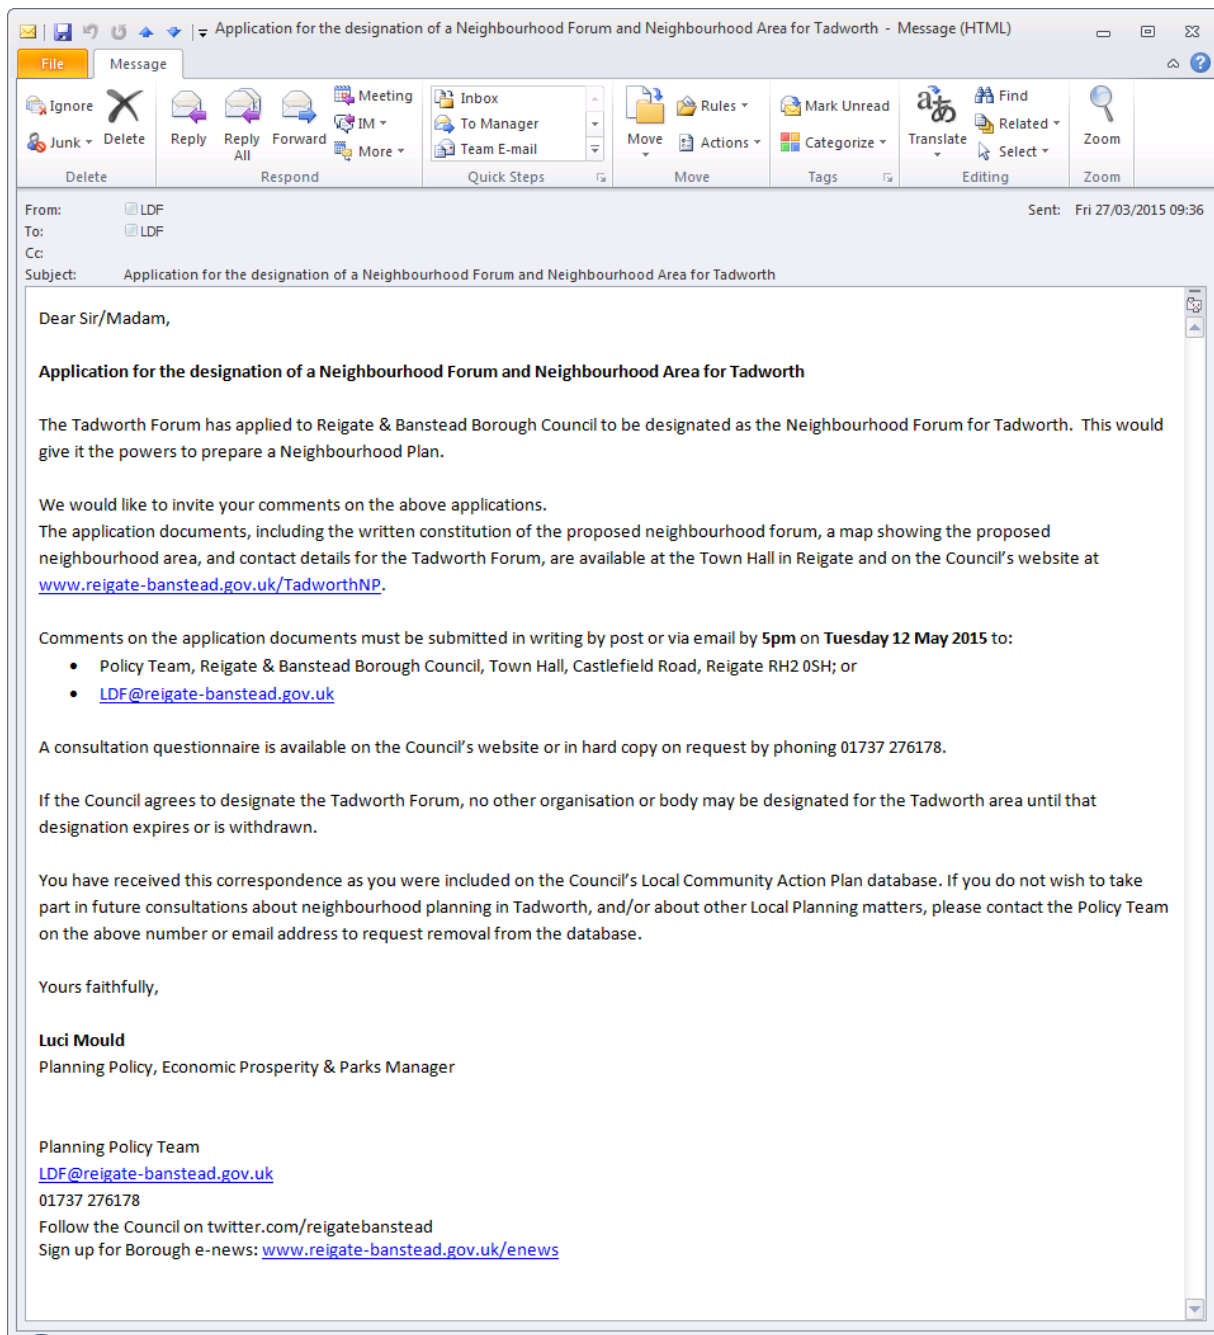 Application for the designation of a Neighbourhood Forum and Neighbourhood Area for Tadworth - Message (HTML)
File
Message
Ignore
Junk
Delete
Reply
Reply All
Forward
Meeting
IM
More
Inbox
To Manager
Team E-mail
Move
Rules
Actions
Mark Unread
Categorize
Translate
Find
Related
Select
Zoom
Delete
Respond
Quick Steps
Move
Tags
Editing
Zoom
From: LDF
Sent: Fri 27/03/2015 09:36
To: LDF
Cc:
Subject: Application for the designation of a Neighbourhood Forum and Neighbourhood Area for Tadworth
Dear Sir/Madam,
Application for the designation of a Neighbourhood Forum and Neighbourhood Area for Tadworth
The Tadworth Forum has applied to Reigate & Banstead Borough Council to be designated as the Neighbourhood Forum for Tadworth. This would
give it the powers to prepare a Neighbourhood Plan.
We would like to invite your comments on the above applications.
The application documents, including the written constitution of the proposed neighbourhood forum, a map showing the proposed
neighbourhood area, and contact details for the Tadworth Forum, are available at the Town Hall in Reigate and on the Council's website at
www.reigate-banstead.gov.uk/TadworthNP.
Comments on the application documents must be submitted in writing by post or via email by 5pm on Tuesday 12 May 2015 to:
• Policy Team, Reigate & Banstead Borough Council, Town Hall, Castlefield Road, Reigate RH2 0SH; or
• LDF@reigate-banstead.gov.uk
A consultation questionnaire is available on the Council's website or in hard copy on request by phoning 01737 276178.
If the Council agrees to designate the Tadworth Forum, no other organisation or body may be designated for the Tadworth area until that
designation expires or is withdrawn.
You have received this correspondence as you were included on the Council's Local Community Action Plan database. If you do not wish to take
part in future consultations about neighbourhood planning in Tadworth, and/or about other Local Planning matters, please contact the Policy Team
on the above number or email address to request removal from the database.
Yours faithfully,
Luci Mould
Planning Policy, Economic Prosperity & Parks Manager
Planning Policy Team
LDF@reigate-banstead.gov.uk
01737 276178
Follow the Council on twitter.com/reigatebanstead
Sign up for Borough e-news: www.reigate-banstead.gov.uk/enews